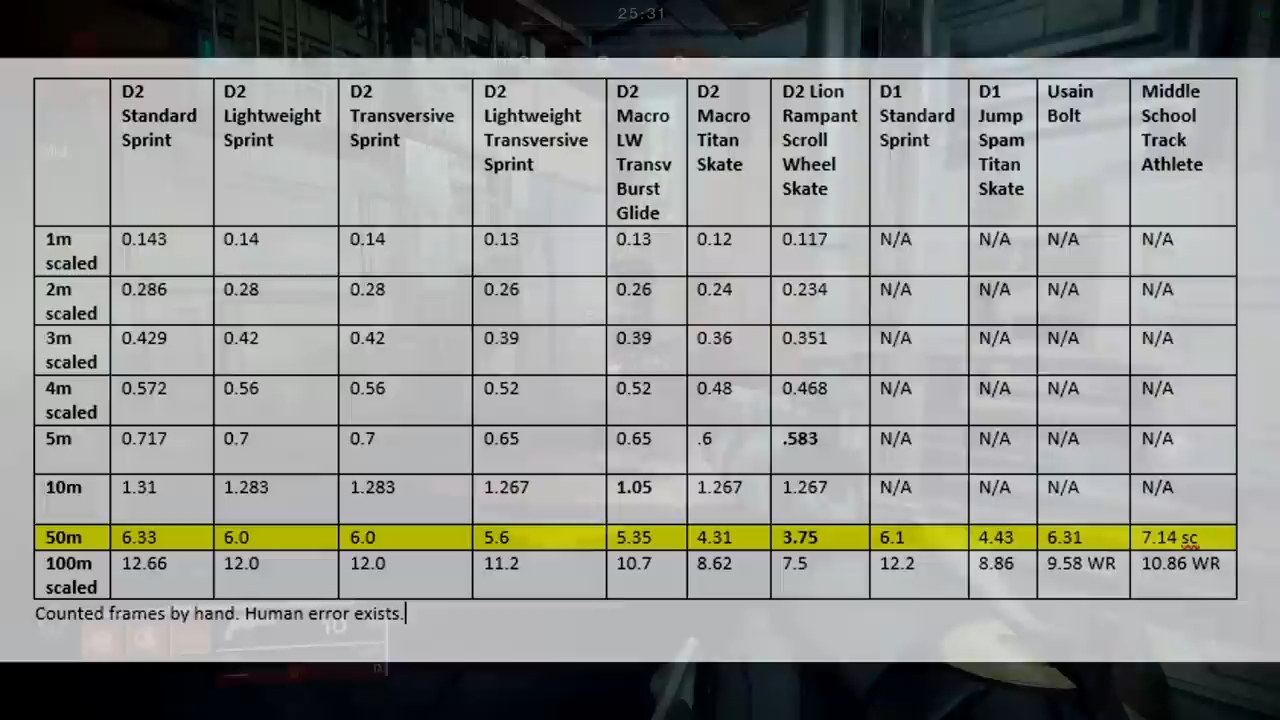 25:31
D2 Standard Sprint D2 Lightweight Sprint D2 Transversive Sprint D2 Lightweight Transversive Sprint D2 Macro LW Transv Burst Glide D2 Macro Titan Skate D2 Lion Rampant Scroll Wheel Skate D1 Standard Sprint D1 Jump Spam Titan Skate Usain Bolt Middle School Track Athlete
1m scaled 0.143 0.14 0.14 0.13 0.13 0.12 0.117 N/A N/A N/A N/A
2m scaled 0.286 0.28 0.28 0.26 0.26 0.24 0.234 N/A N/A N/A N/A
3m scaled 0.429 0.42 0.42 0.39 0.39 0.36 0.351 N/A N/A N/A N/A
4m scaled 0.572 0.56 0.56 0.52 0.52 0.48 0.468 N/A N/A N/A N/A
5m 0.717 0.7 0.7 0.65 0.65 .6 .583 N/A N/A N/A N/A
10m 1.31 1.283 1.283 1.267 1.05 1.267 1.267 N/A N/A N/A N/A
50m 6.33 6.0 6.0 5.6 5.35 4.31 3.75 6.1 4.43 6.31 7.14 sc
100m scaled 12.66 12.0 12.0 11.2 10.7 8.62 7.5 12.2 8.86 9.58 WR 10.86 WR
Counted frames by hand. Human error exists.
10